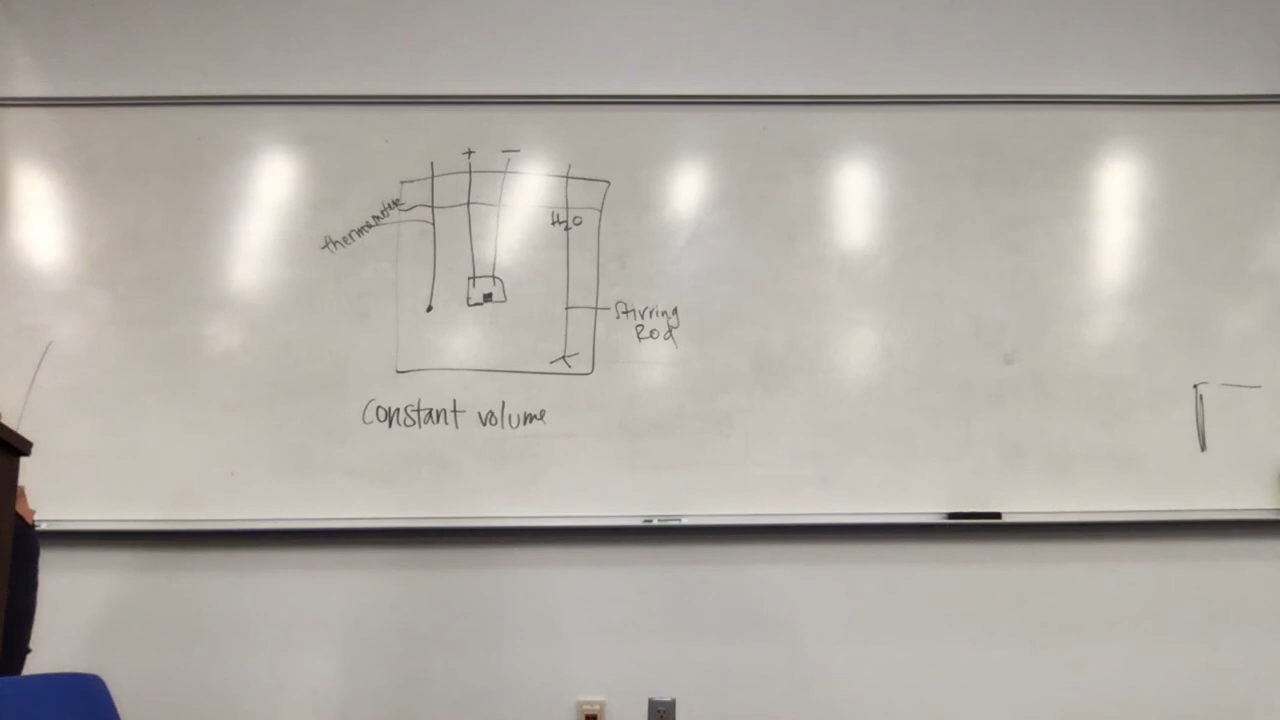 + −
thermometer
H₂O
Stirring
Rod
Constant volume